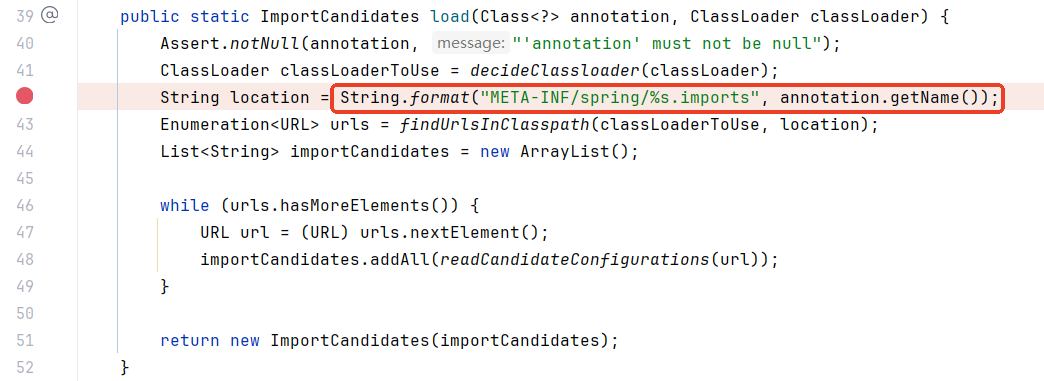 39 @ public static ImportCandidates load(Class<?> annotation, ClassLoader classLoader) {
40 Assert.notNull(annotation, message: "'annotation' must not be null");
41 ClassLoader classLoaderToUse = decideClassloader(classLoader);
String location = String.format("META-INF/spring/%s.imports", annotation.getName());
43 Enumeration<URL> urls = findUrlsInClasspath(classLoaderToUse, location);
44 List<String> importCandidates = new ArrayList();
45
46 while (urls.hasMoreElements()) {
47 URL url = (URL) urls.nextElement();
48 importCandidates.addAll(readCandidateConfigurations(url));
49 }
50
51 return new ImportCandidates(importCandidates);
52 }